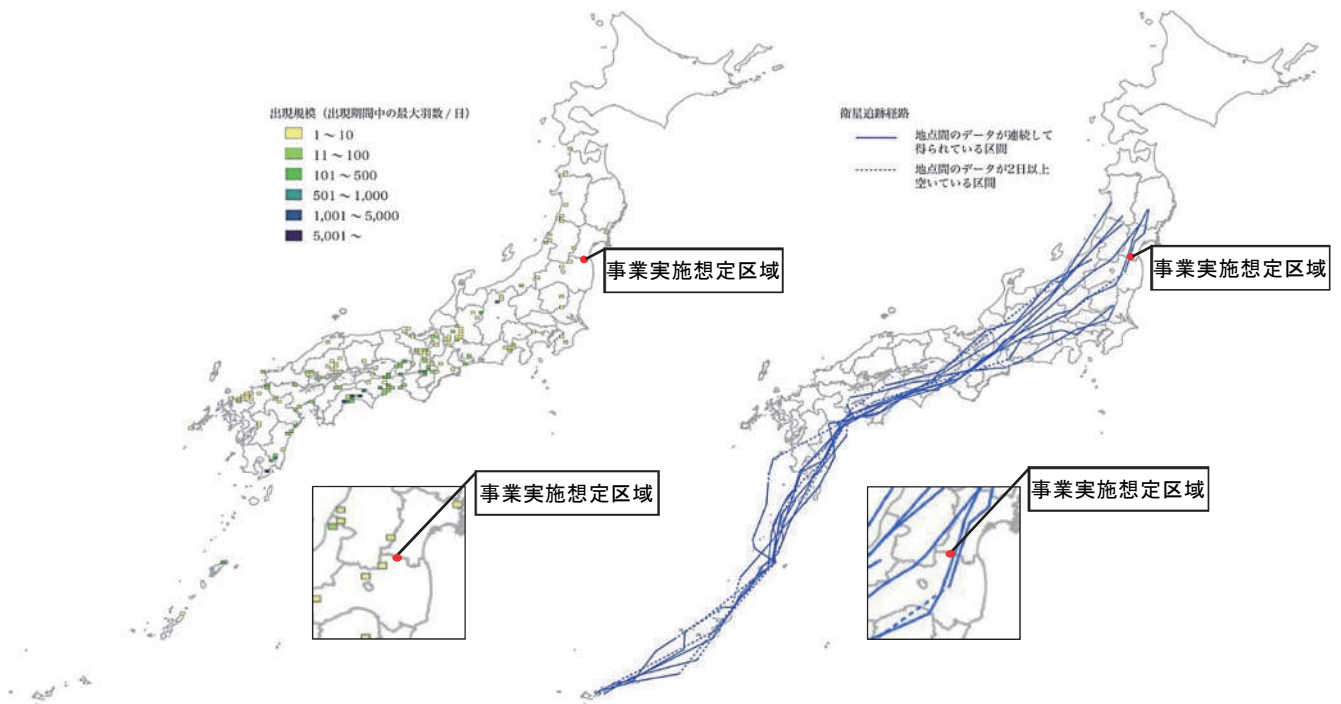 出現規模（出現期間中の最大羽数 / 日）
1～10
11～100
101～500
501～1,000
1,001～5,000
5,001～
事業実施想定区域
事業実施想定区域
衛星追跡経路
地点間のデータが連続して
得られている区間
地点間のデータが2日以上
空いている区間
事業実施想定区域
事業実施想定区域